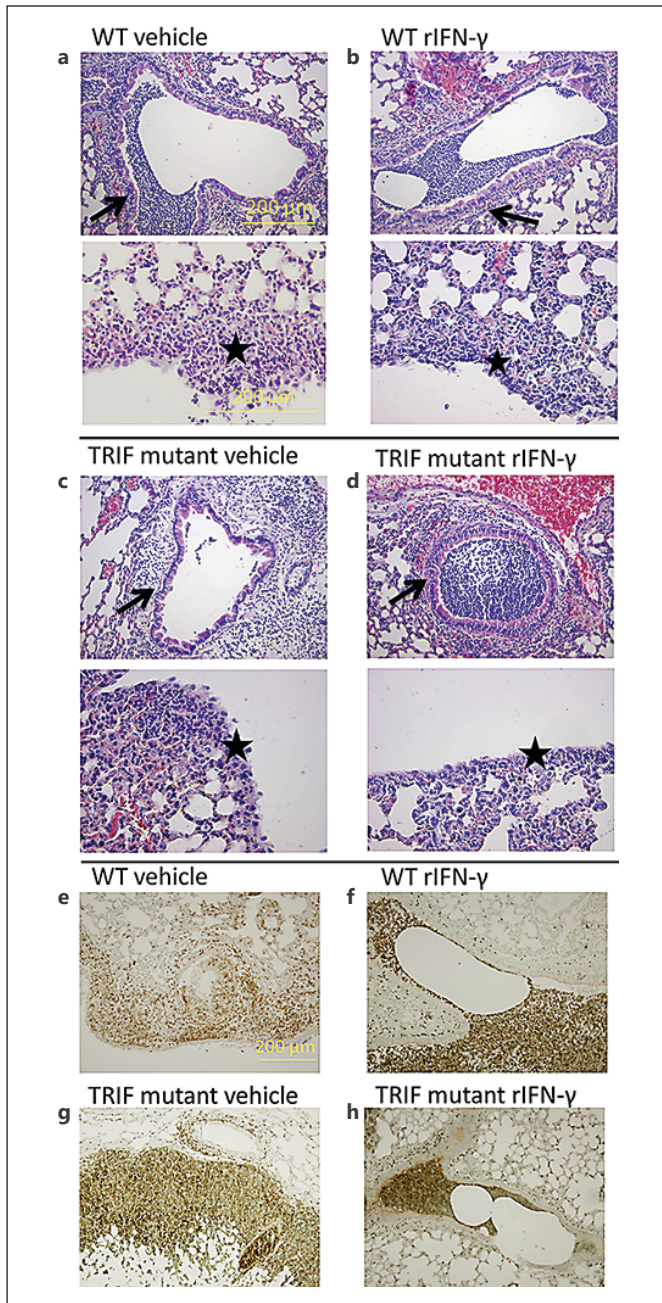 WT vehicle
WT rIFN-γ
a
b
200 μm
200 μm
TRIF mutant vehicle
TRIF mutant rIFN-γ
c
d
WT vehicle
WT rIFN-γ
e
f
200 μm
TRIF mutant vehicle
TRIF mutant rIFN-γ
g
h